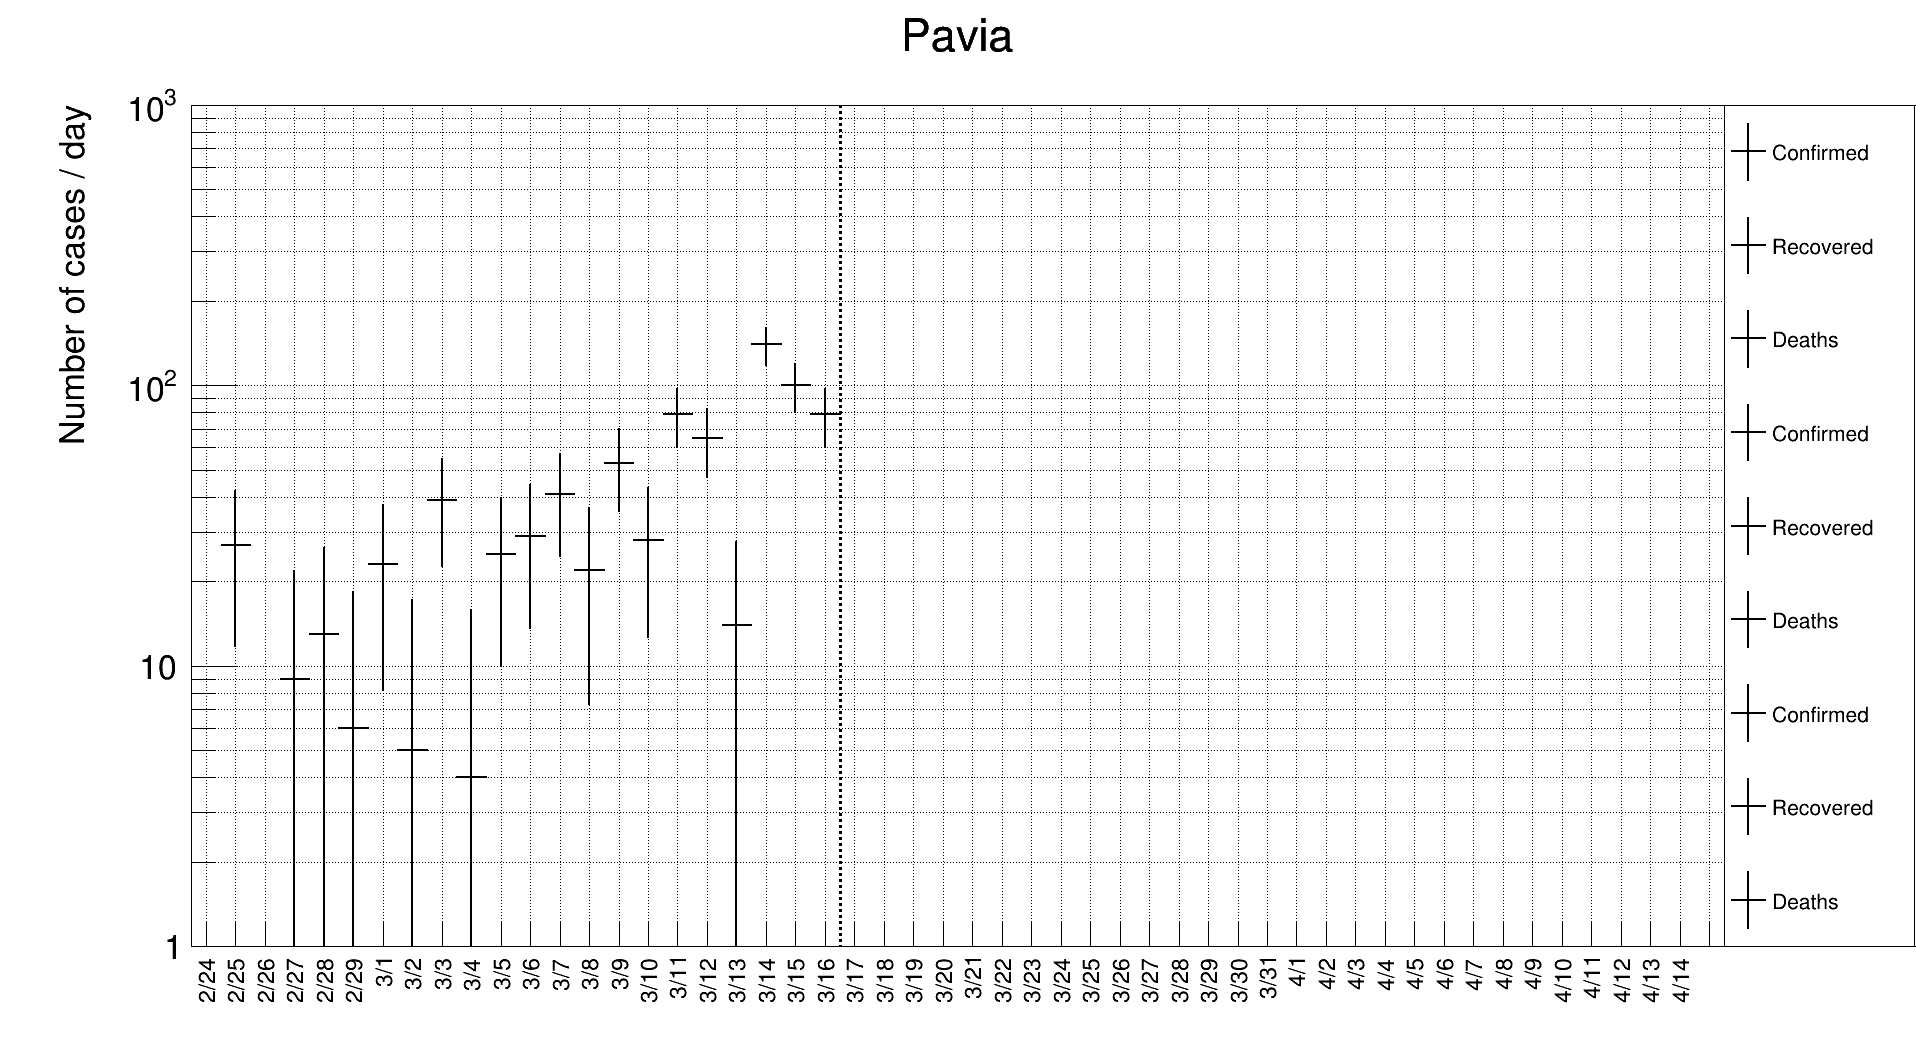 Pavia
Number of cases / day
10³
10²
10
1
2/24 2/25 2/26 2/27 2/28 2/29 3/1 3/2 3/3 3/4 3/5 3/6 3/7 3/8 3/9 3/10 3/11 3/12 3/13 3/14 3/15 3/16 3/17 3/18 3/19 3/20 3/21 3/22 3/23 3/24 3/25 3/26 3/27 3/28 3/29 3/30 3/31 4/1 4/2 4/3 4/4 4/5 4/6 4/7 4/8 4/9 4/10 4/11 4/12 4/13 4/14
Confirmed
Recovered
Deaths
Confirmed
Recovered
Deaths
Confirmed
Recovered
Deaths